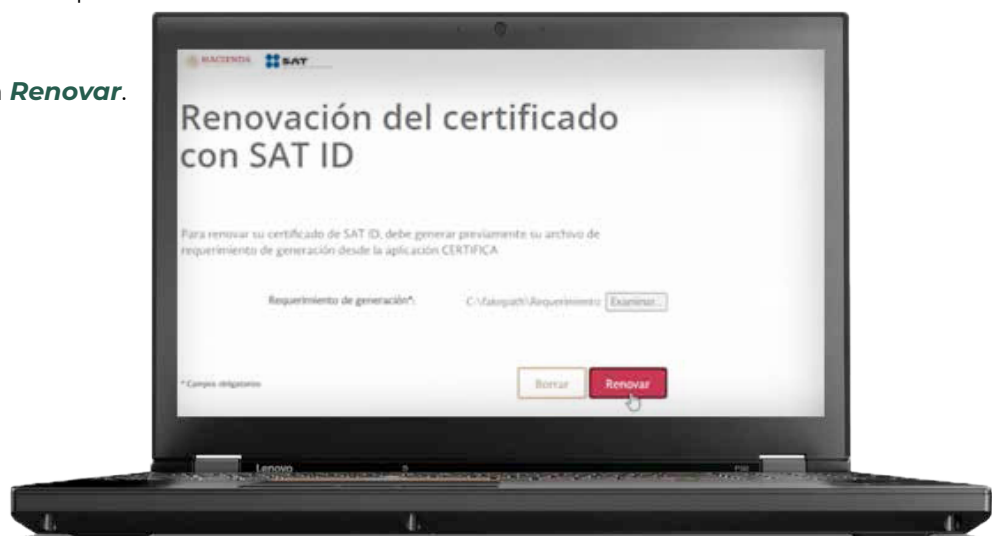 Renovar.
HACIENDA SAT
Renovación del certificado
con SAT ID
Para renovar su certificado de SAT ID, debe generar previamente su archivo de
requerimiento de generación desde la aplicación CERTIFICA
Requerimiento de generación*: C:\fakepath\Requerimiento Examinar...
* Campos obligatorios Borrar Renovar
Lenovo